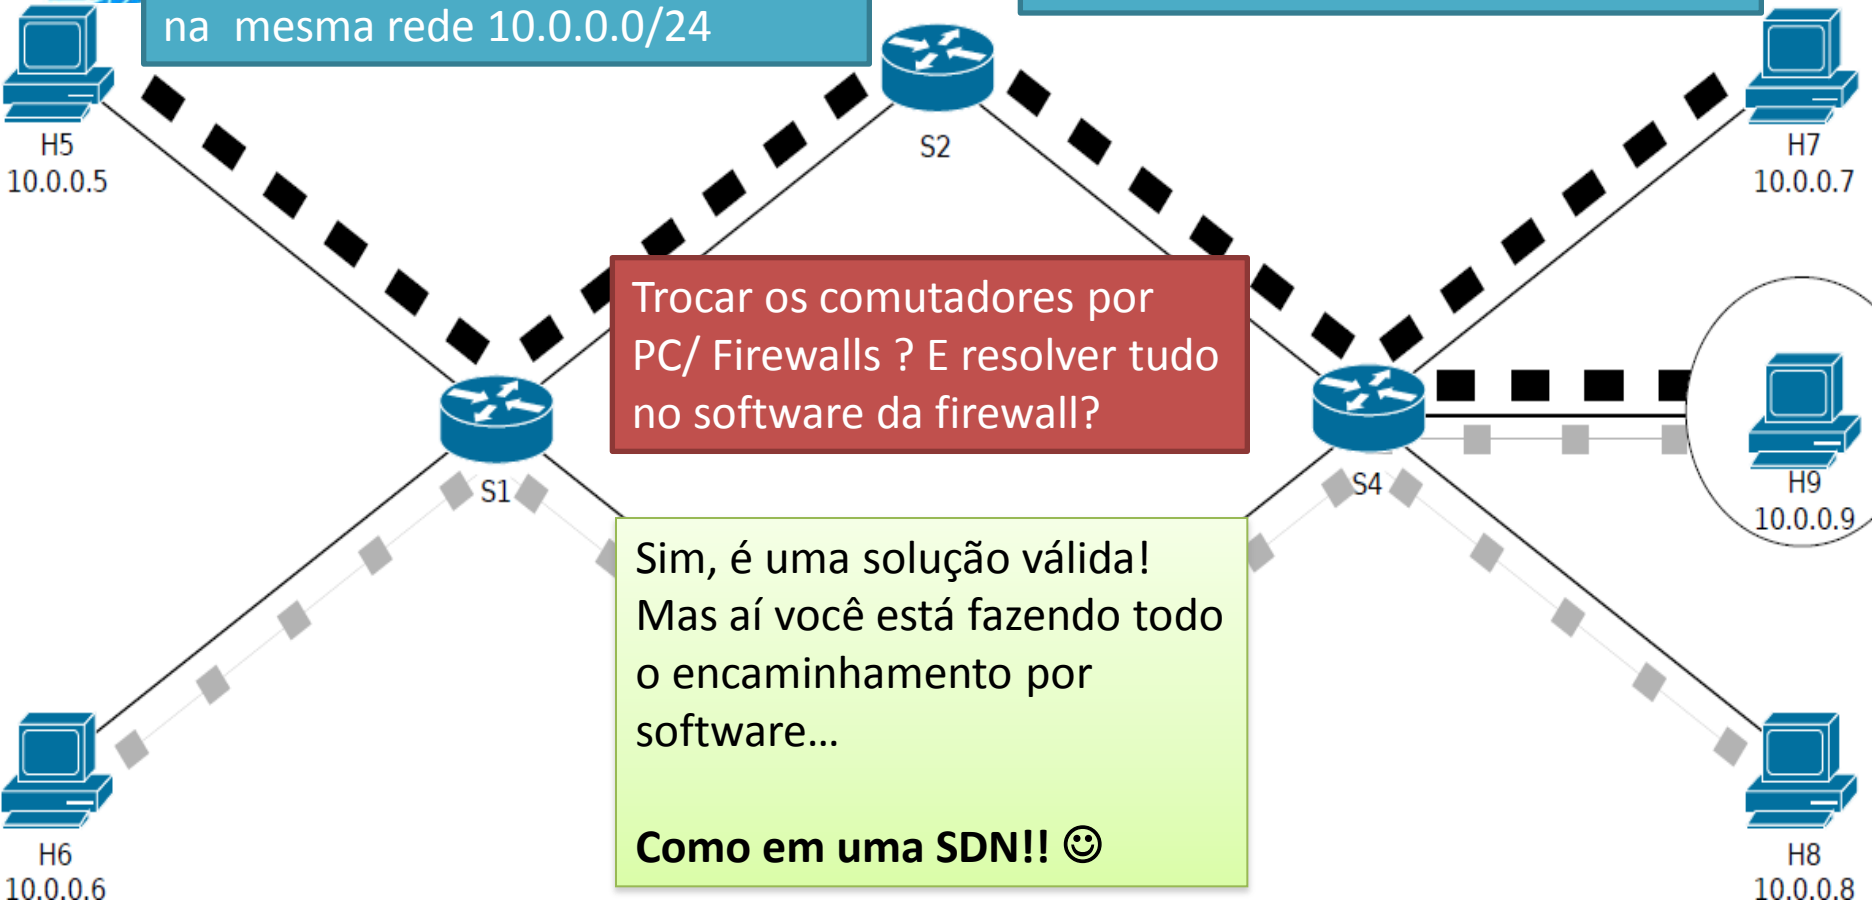 na  mesma rede 10.0.0.0/24
H5
10.0.0.5
S2
H7
10.0.0.7
Trocar os comutadores por
PC/ Firewalls ? E resolver tudo
no software da firewall?
S1
S4
H9
10.0.0.9
Sim, é uma solução válida!
Mas aí você está fazendo todo
o encaminhamento por
software...
Como em uma SDN!! ☺
H6
10.0.0.6
H8
10.0.0.8